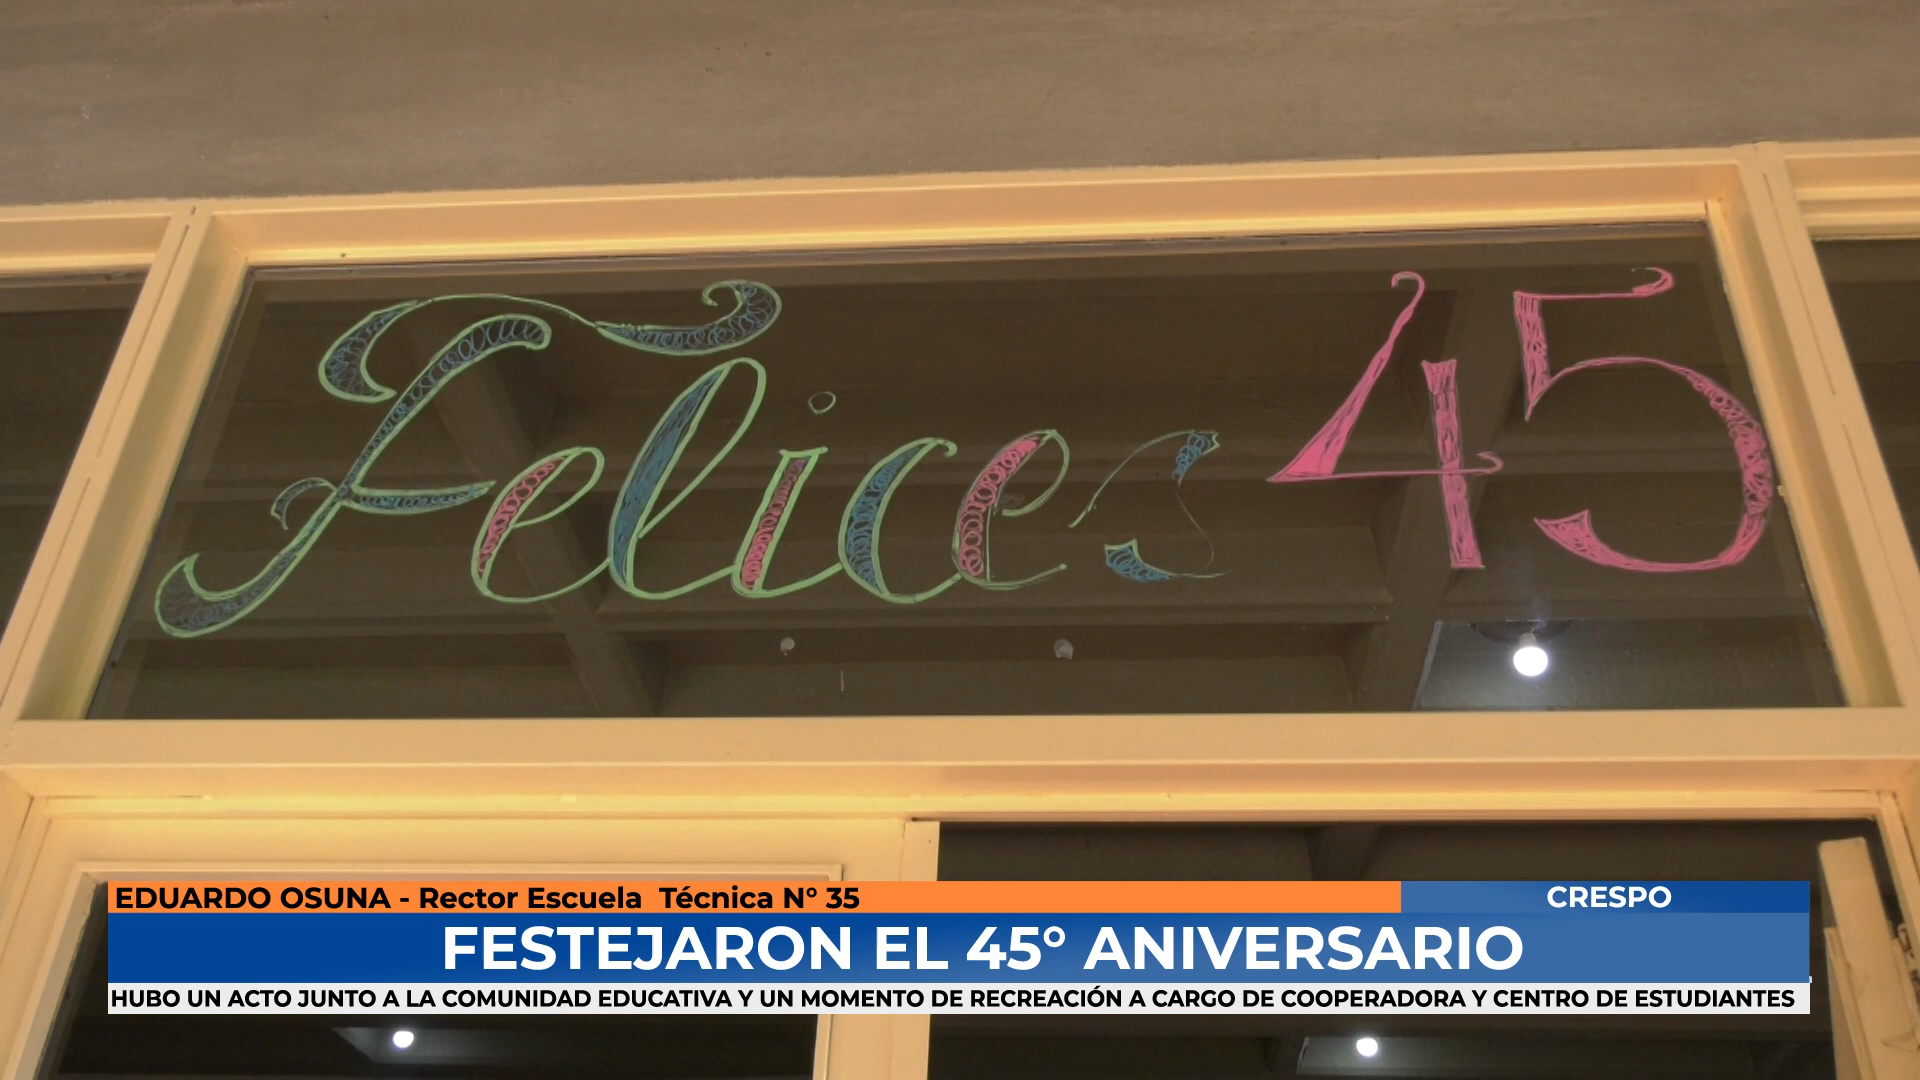 Felices 45
EDUARDO OSUNA - Rector Escuela Técnica N° 35
CRESPO
FESTEJARON EL 45° ANIVERSARIO
HUBO UN ACTO JUNTO A LA COMUNIDAD EDUCATIVA Y UN MOMENTO DE RECREACIÓN A CARGO DE COOPERADORA Y CENTRO DE ESTUDIANTES